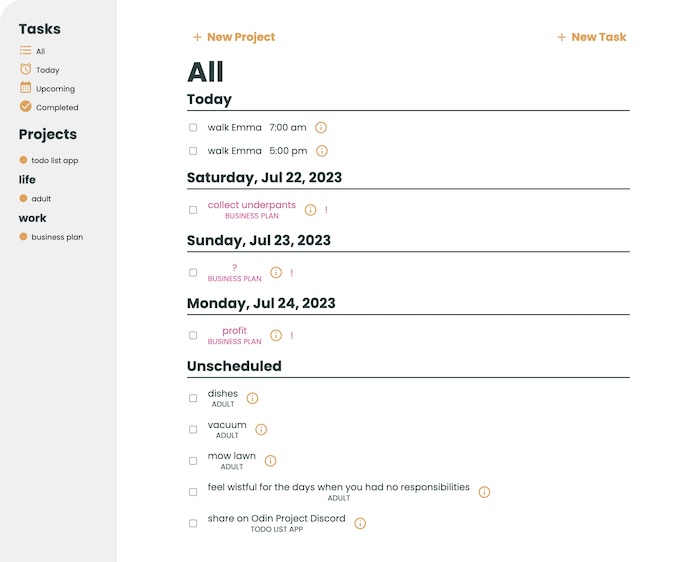 Tasks
All
Today
Upcoming
Completed
Projects
todo list app
life
adult
work
business plan
+ New Project
+ New Task
All
Today
walk Emma 7:00 am
walk Emma 5:00 pm
Saturday, Jul 22, 2023
collect underpants !
BUSINESS PLAN
Sunday, Jul 23, 2023
? !
BUSINESS PLAN
Monday, Jul 24, 2023
profit !
BUSINESS PLAN
Unscheduled
dishes
ADULT
vacuum
ADULT
mow lawn
ADULT
feel wistful for the days when you had no responsibilities
ADULT
share on Odin Project Discord
TODO LIST APP